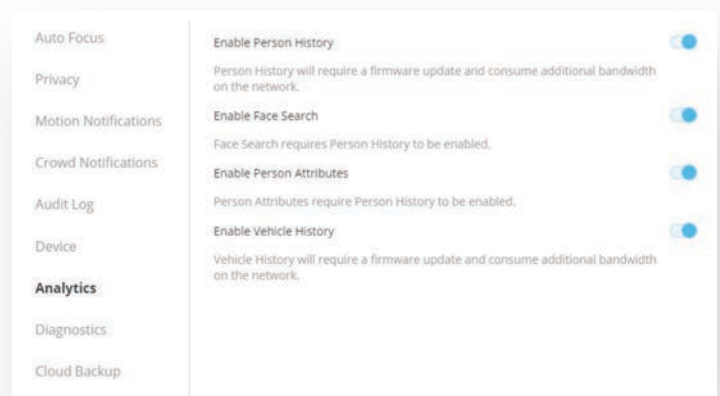 Auto Focus
Privacy
Motion Notifications
Crowd Notifications
Audit Log
Device
Analytics
Diagnostics
Cloud Backup
Enable Person History
Person History will require a firmware update and consume additional bandwidth
on the network.
Enable Face Search
Face Search requires Person History to be enabled.
Enable Person Attributes
Person Attributes require Person History to be enabled.
Enable Vehicle History
Vehicle History will require a firmware update and consume additional bandwidth
on the network.